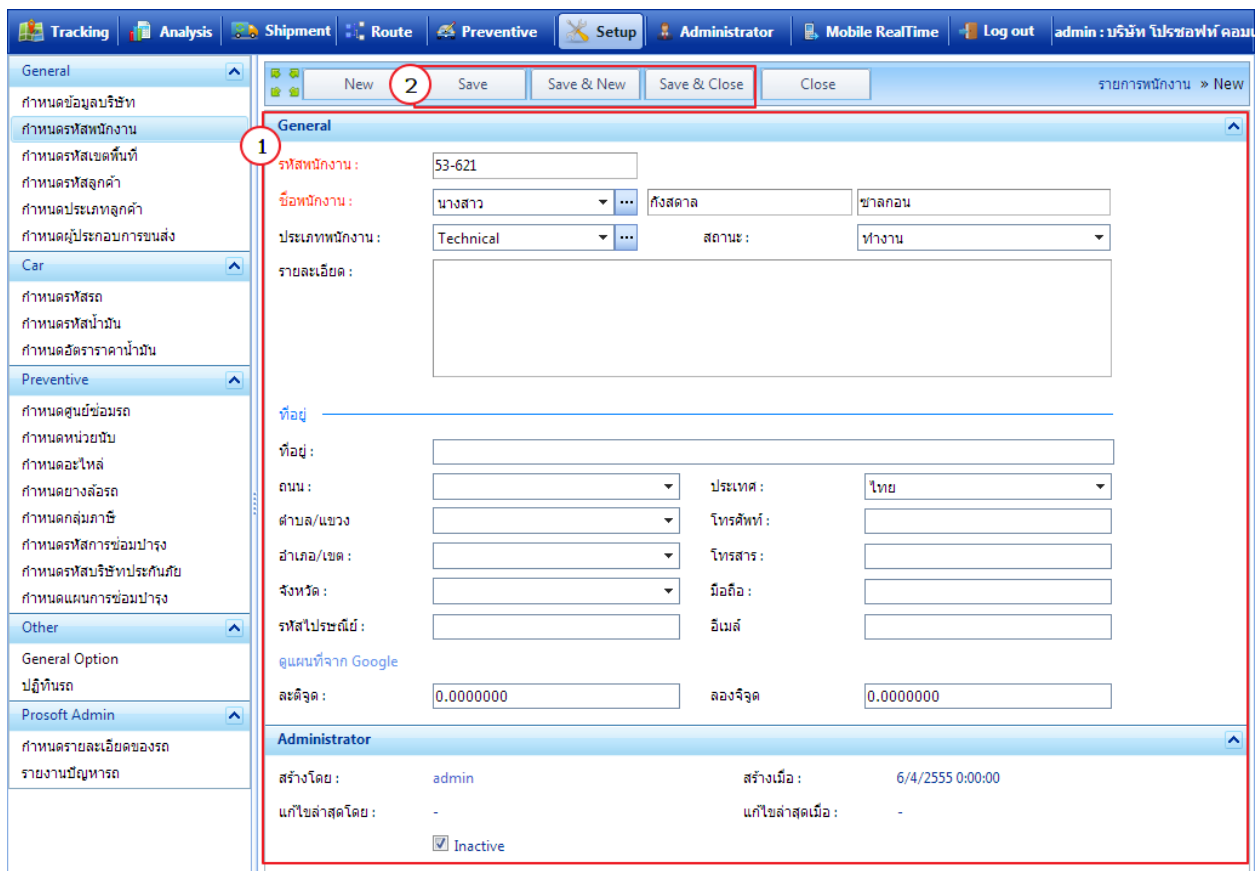 Tracking Analysis Shipment Route Preventive Setup Administrator Mobile RealTime Log out admin : บริษัท โปรซอฟท์ คอมเ
General
กำหนดข้อมูลบริษัท
กำหนดรหัสพนักงาน
กำหนดรหัสเขตพื้นที่
กำหนดรหัสลูกค้า
กำหนดประเภทลูกค้า
กำหนดผู้ประกอบการขนส่ง
Car
กำหนดรหัสรถ
กำหนดรหัสน้ำมัน
กำหนดอัตราราคาน้ำมัน
Preventive
กำหนดศูนย์ซ่อมรถ
กำหนดหน่วยนับ
กำหนดอะไหล่
กำหนดยางล้อรถ
กำหนดกลุ่มภาษี
กำหนดรหัสการซ่อมบำรุง
กำหนดรหัสบริษัทประกันภัย
กำหนดแผนการซ่อมบำรุง
Other
General Option
ปฏิทินรถ
Prosoft Admin
กำหนดรายละเอียดของรถ
รายงานปัญหารถ
New 2 Save Save & New Save & Close Close รายการพนักงาน » New
General
1
รหัสพนักงาน : 53-621
ชื่อพนักงาน : นางสาว ... กังสดาล ชาลกอน
ประเภทพนักงาน : Technical ... สถานะ : ทำงาน
รายละเอียด :
ที่อยู่
ที่อยู่ :
ถนน : ประเทศ : ไทย
ตำบล/แขวง โทรศัพท์ :
อำเภอ/เขต : โทรสาร :
จังหวัด : มือถือ :
รหัสไปรษณีย์ : อีเมล์
ดูแผนที่จาก Google
ละติจูด : 0.0000000 ลองจิจูด 0.0000000
Administrator
สร้างโดย : admin สร้างเมื่อ : 6/4/2555 0:00:00
แก้ไขล่าสุดโดย : - แก้ไขล่าสุดเมื่อ : -
Inactive